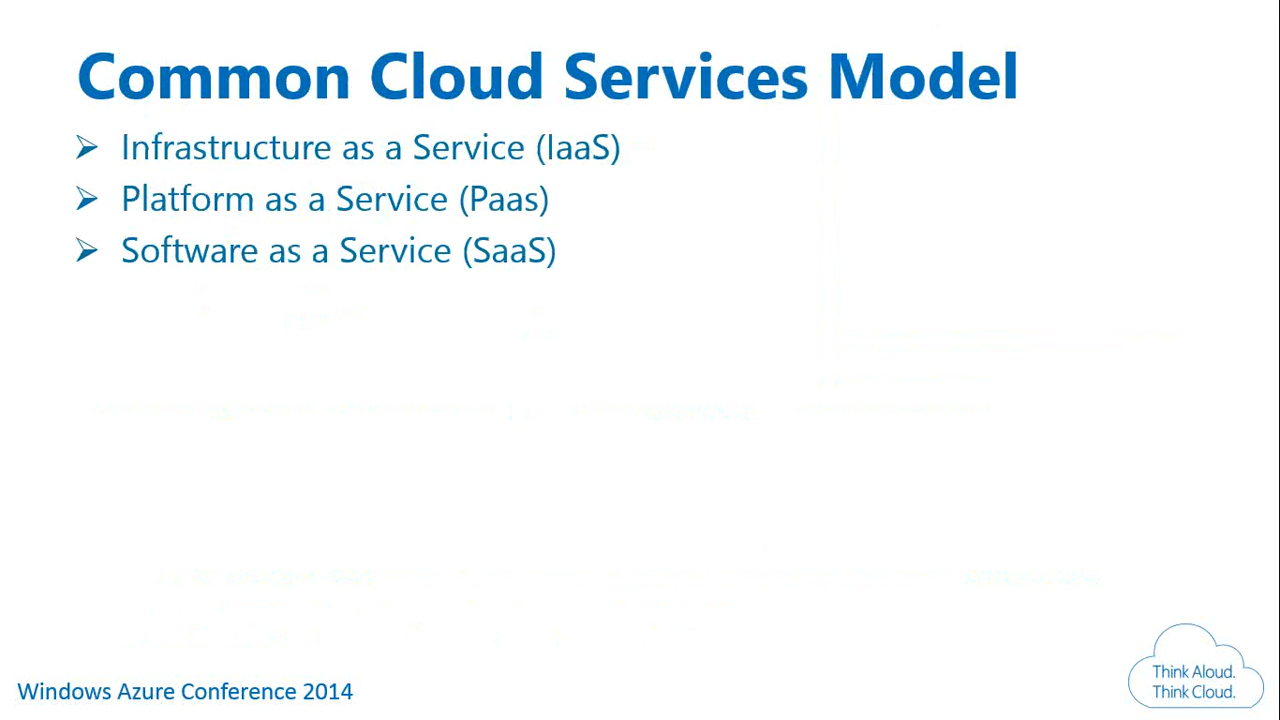 Common Cloud Services Model
➢ Infrastructure as a Service (IaaS)
➢ Platform as a Service (Paas)
➢ Software as a Service (SaaS)
Windows Azure Conference 2014
Think Aloud.
Think Cloud.